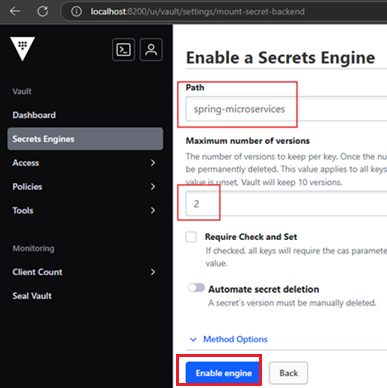 localhost:8200/ui/vault/settings/mount-secret-backend
Enable a Secrets Engine
Vault
Dashboard
Secrets Engines
Access
Policies
Tools
Monitoring
Client Count
Seal Vault
Path
spring-microservices
Maximum number of versions
The number of versions to keep per key. Once the nu
be permanently deleted. This value applies to all keys
value is unset, Vault will keep 10 versions.
2
Require Check and Set
If checked, all keys will require the cas parame
value.
Automate secret deletion
A secret's version must be manually deleted.
Method Options
Enable engine
Back